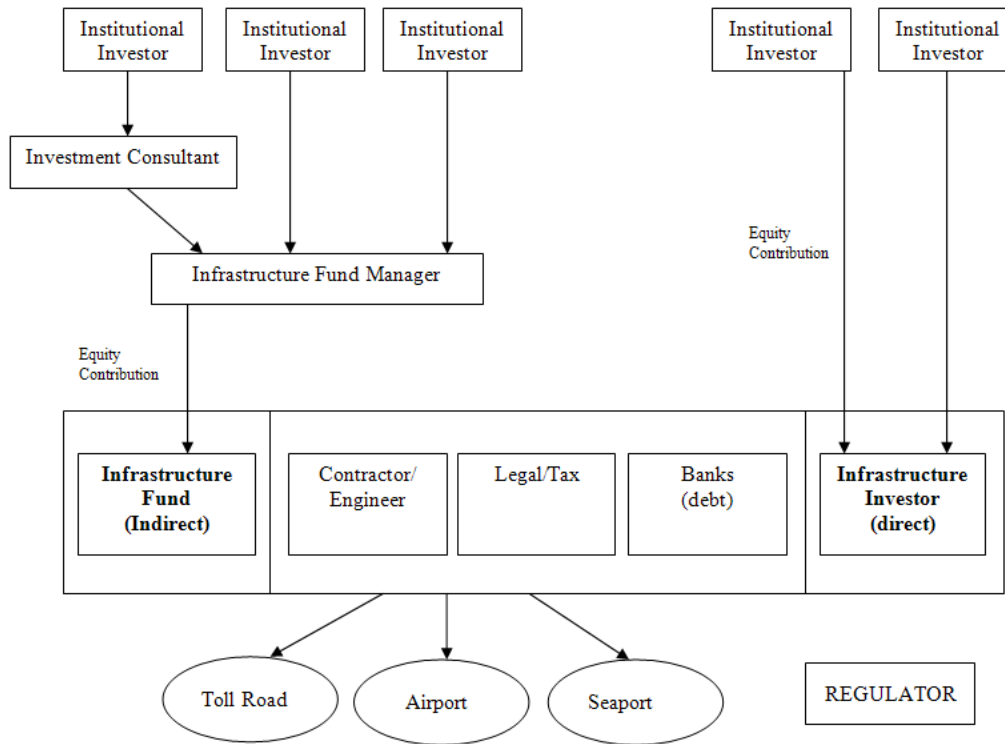 Institutional
Investor
Institutional
Investor
Institutional
Investor
Institutional
Investor
Institutional
Investor
Investment Consultant
Equity
Contribution
Infrastructure Fund Manager
Equity
Contribution
Infrastructure
Fund
(Indirect)
Contractor/
Engineer
Legal/Tax
Banks
(debt)
Infrastructure
Investor
(direct)
Toll Road
Airport
Seaport
REGULATOR